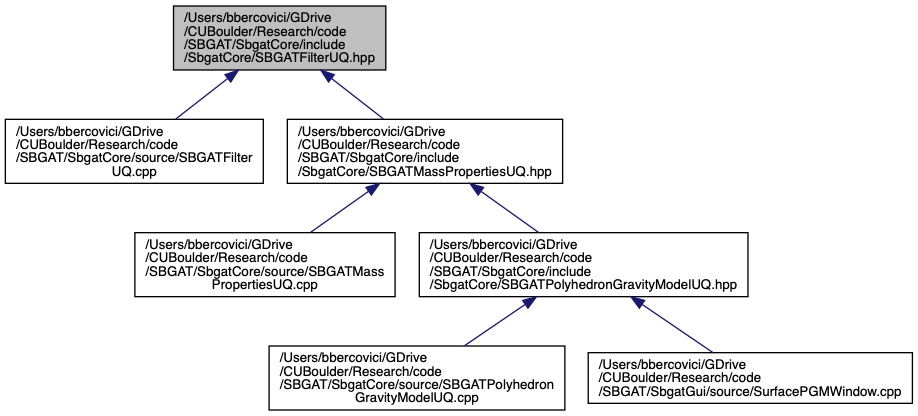 /Users/bbercovici/GDrive
/CUBoulder/Research/code
/SBGAT/SbgatCore/include
/SbgatCore/SBGATFilterUQ.hpp
/Users/bbercovici/GDrive
/CUBoulder/Research/code
/SBGAT/SbgatCore/source/SBGATFilter
UQ.cpp
/Users/bbercovici/GDrive
/CUBoulder/Research/code
/SBGAT/SbgatCore/include
/SbgatCore/SBGATMassPropertiesUQ.hpp
/Users/bbercovici/GDrive
/CUBoulder/Research/code
/SBGAT/SbgatCore/source/SBGATMass
PropertiesUQ.cpp
/Users/bbercovici/GDrive
/CUBoulder/Research/code
/SBGAT/SbgatCore/include
/SbgatCore/SBGATPolyhedronGravityModelUQ.hpp
/Users/bbercovici/GDrive
/CUBoulder/Research/code
/SBGAT/SbgatCore/source/SBGATPolyhedron
GravityModelUQ.cpp
/Users/bbercovici/GDrive
/CUBoulder/Research/code
/SBGAT/SbgatGui/source/SurfacePGMWindow.cpp